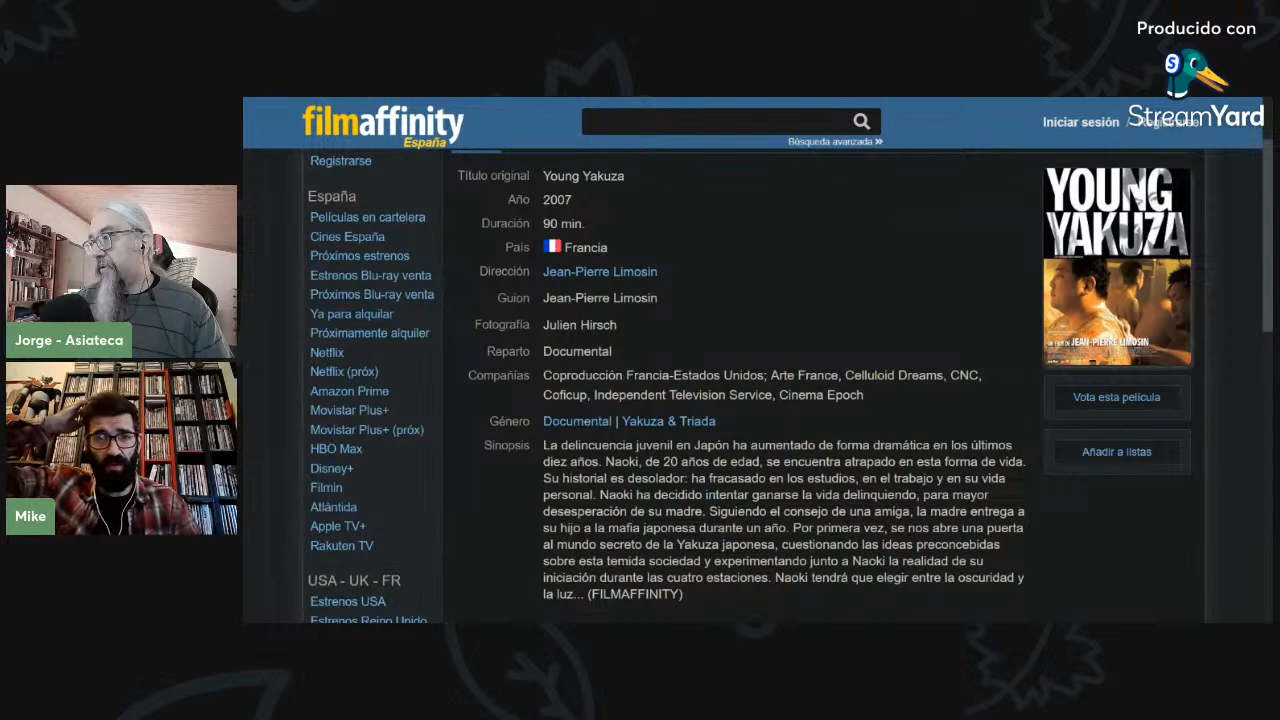 Producido con
StreamYard
filmaffinity
España
Búsqueda avanzada »
Iniciar sesión / Registrarse
Registrarse
España
Películas en cartelera
Cines España
Próximos estrenos
Estrenos Blu-ray venta
Próximos Blu-ray venta
Ya para alquilar
Próximamente alquiler
Netflix
Netflix (próx)
Amazon Prime
Movistar Plus+
Movistar Plus+ (próx)
HBO Max
Disney+
Filmin
Atlàntida
Apple TV+
Rakuten TV
USA - UK - FR
Estrenos USA
Estrenos Reino Unido
Título original Young Yakuza
Año 2007
Duración 90 min.
País Francia
Dirección Jean-Pierre Limosin
Guion Jean-Pierre Limosin
Fotografía Julien Hirsch
Reparto Documental
Compañías Coproducción Francia-Estados Unidos; Arte France, Celluloid Dreams, CNC,
Coficup, Independent Television Service, Cinema Epoch
Género Documental | Yakuza & Triada
Sinopsis La delincuencia juvenil en Japón ha aumentado de forma dramática en los últimos
diez años. Naoki, de 20 años de edad, se encuentra atrapado en esta forma de vida.
Su historial es desolador: ha fracasado en los estudios, en el trabajo y en su vida
personal. Naoki ha decidido intentar ganarse la vida delinquiendo, para mayor
desesperación de su madre. Siguiendo el consejo de una amiga, la madre entrega a
su hijo a la mafia japonesa durante un año. Por primera vez, se nos abre una puerta
al mundo secreto de la Yakuza japonesa, cuestionando las ideas preconcebidas
sobre esta temida sociedad y experimentando junto a Naoki la realidad de su
iniciación durante las cuatro estaciones. Naoki tendrá que elegir entre la oscuridad y
la luz... (FILMAFFINITY)
YOUNG
YAKUZA
UN FILM DE JEAN-PIERRE LIMOSIN
Vota esta película
Añadir a listas
Jorge - Asiateca
Mike